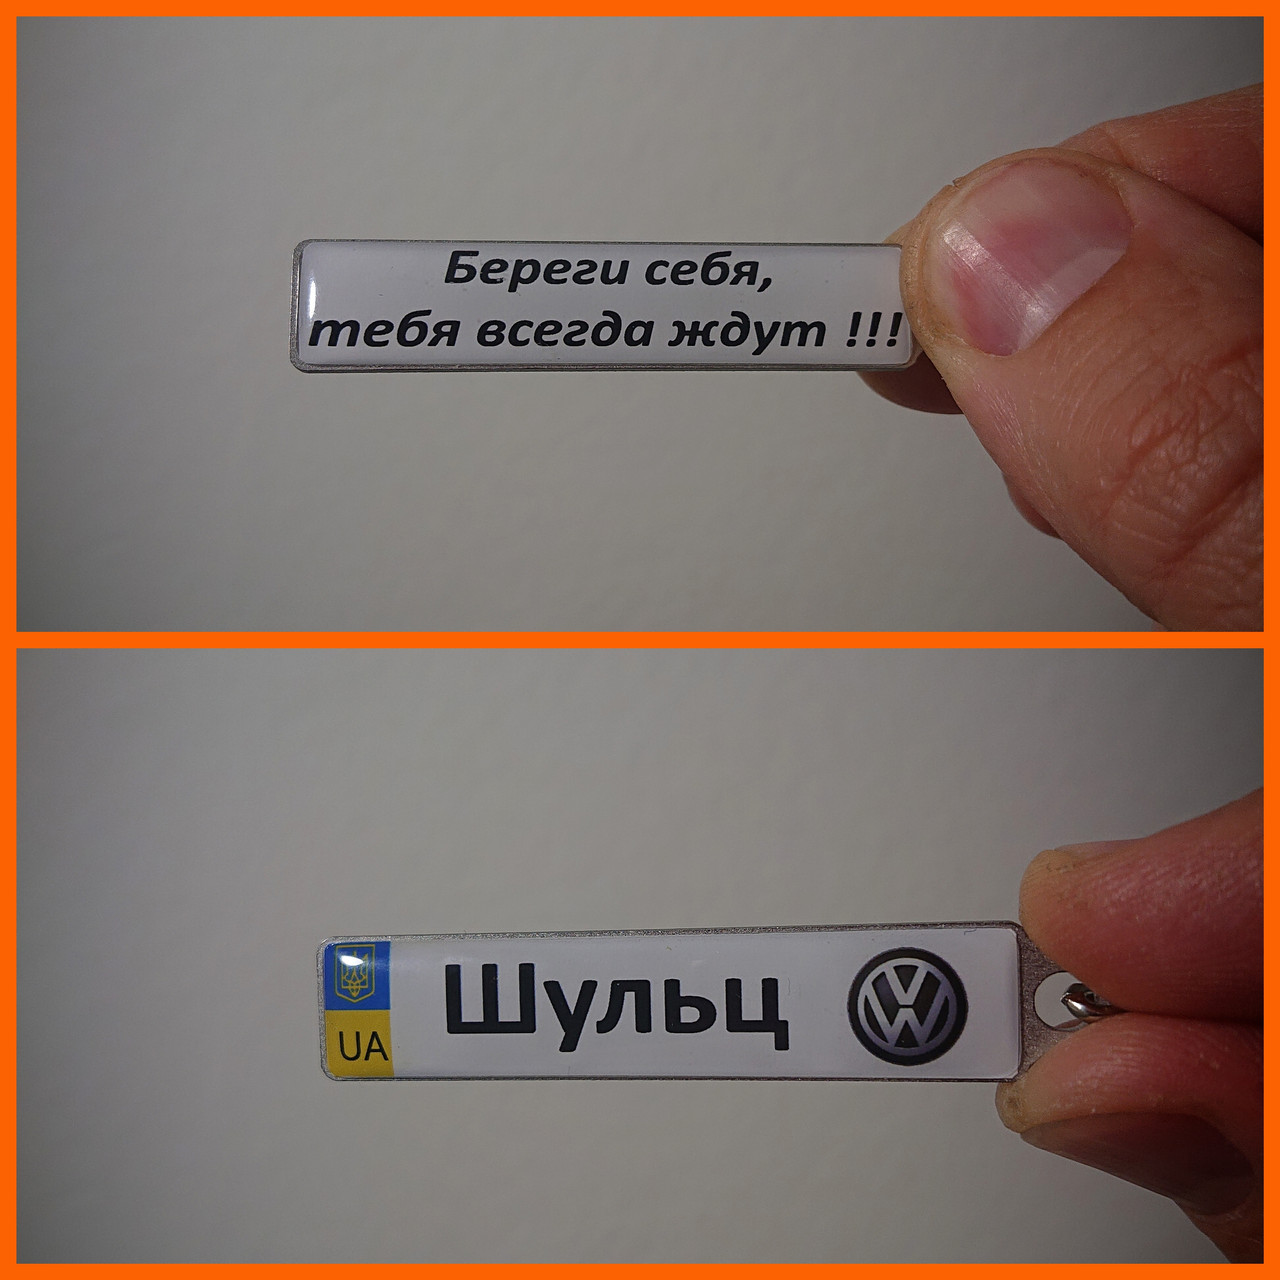 Береги себя,
тебя всегда ждут !!!
UA
Шульц